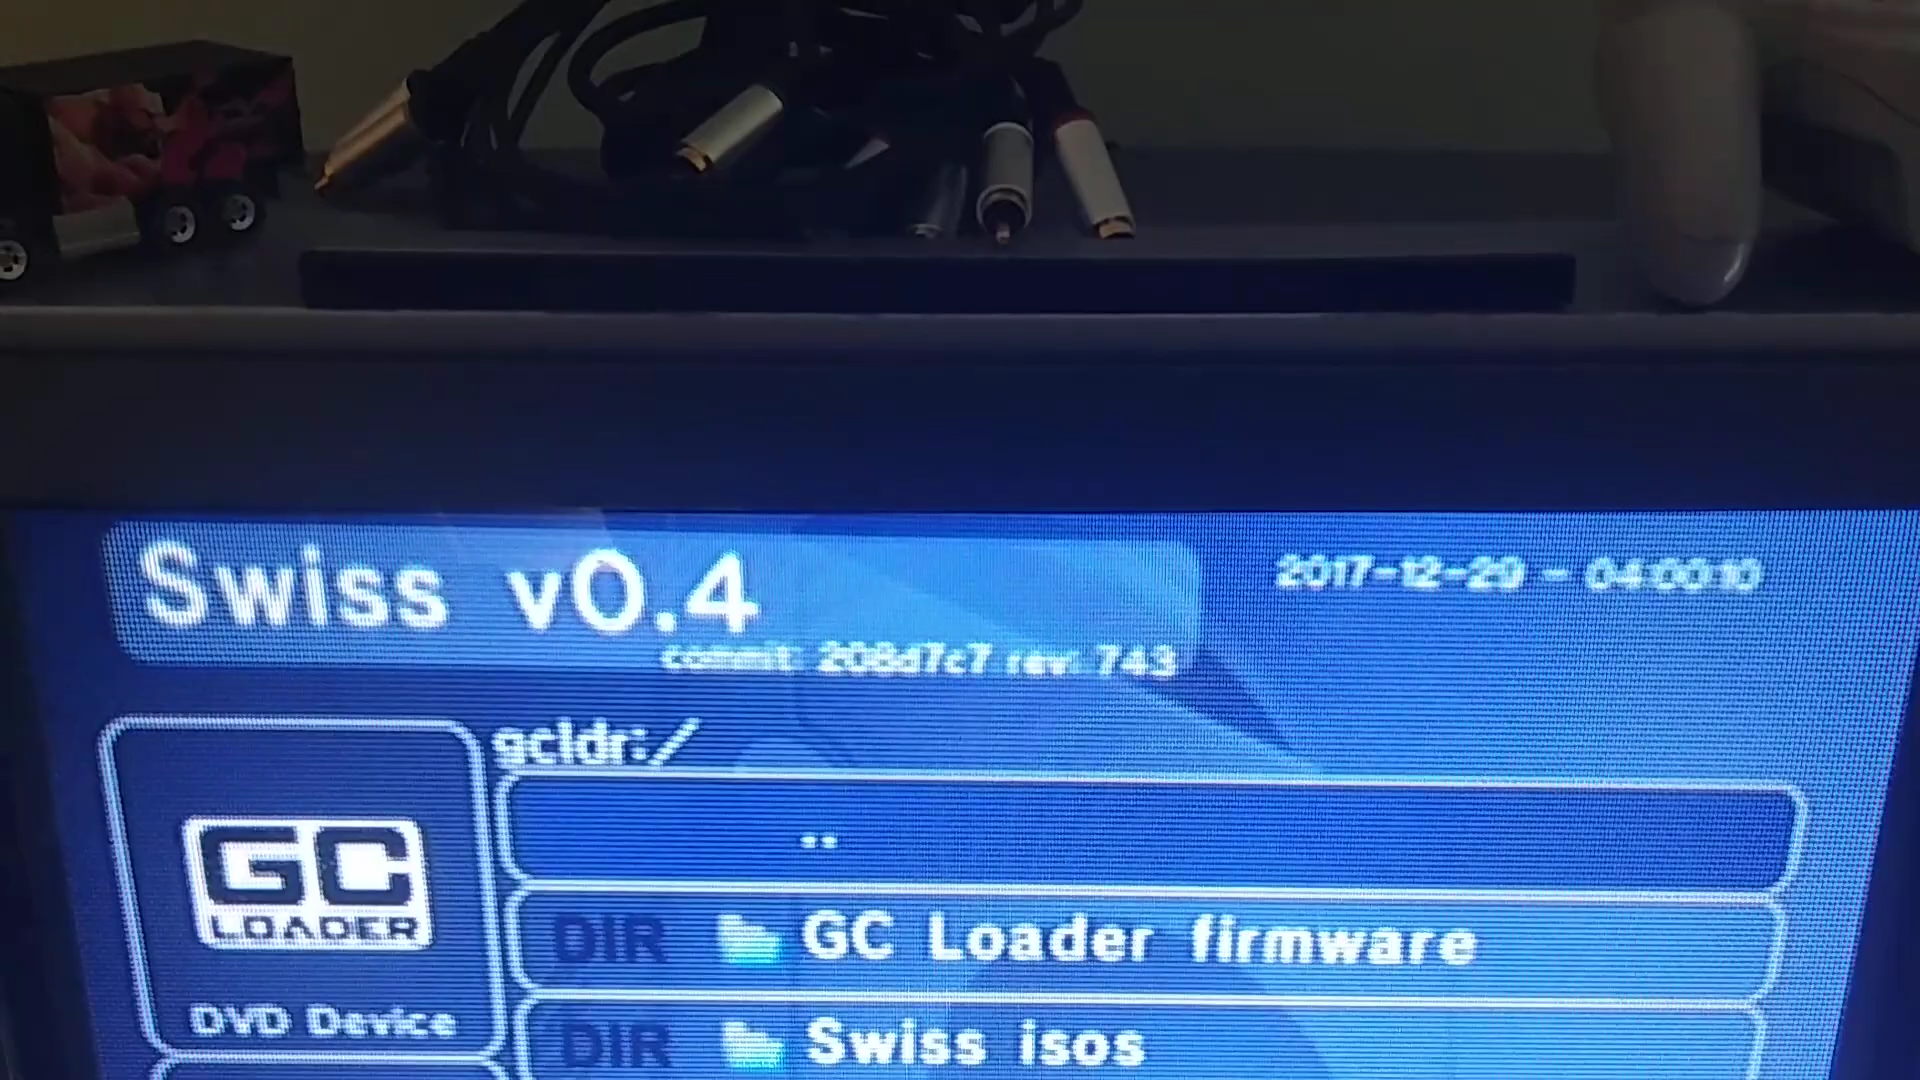 Swiss v0.4
2017-12-20 - 04:00:10
commit: 208d7c7 rev: 743
gcldr:/
..
GC
LOADER
DVD Device
DIR GC Loader firmware
DIR Swiss isos